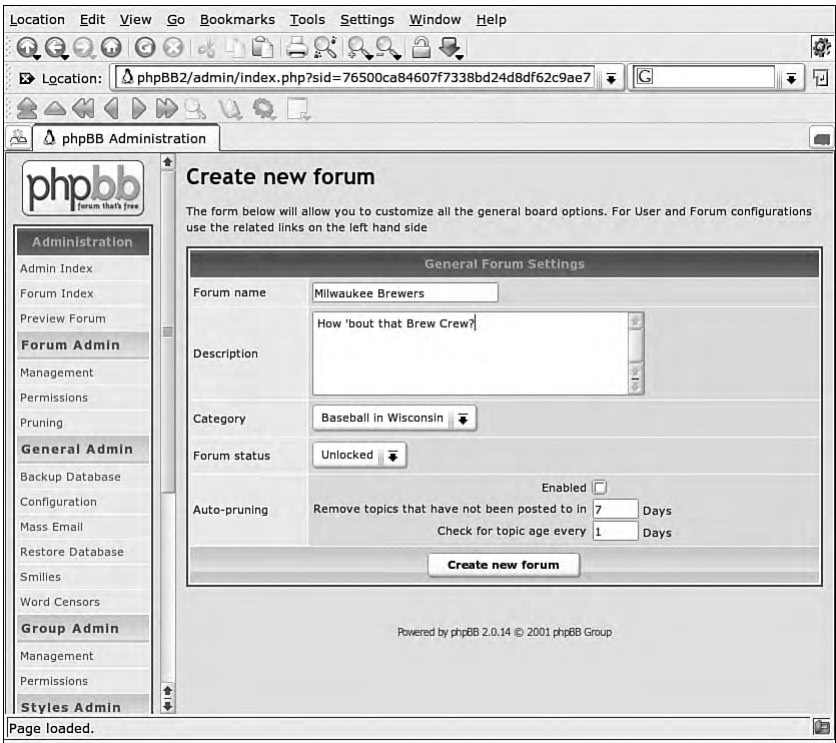 Location Edit View Go Bookmarks Tools Settings Window Help
Location: phpBB2/admin/index.php?sid=76500ca84607f7338bd24d8df62c9ae7 G
phpBB Administration
phpbb
forum that's free
Administration
Admin Index
Forum Index
Preview Forum
Forum Admin
Management
Permissions
Pruning
General Admin
Backup Database
Configuration
Mass Email
Restore Database
Smilies
Word Censors
Group Admin
Management
Permissions
Styles Admin
Create new forum
The form below will allow you to customize all the general board options. For User and Forum configurations
use the related links on the left hand side
General Forum Settings
Forum name Milwaukee Brewers
Description How 'bout that Brew Crew?
Category Baseball in Wisconsin
Forum status Unlocked
Auto-pruning
Enabled
Remove topics that have not been posted to in 7 Days
Check for topic age every 1 Days
Create new forum
Powered by phpBB 2.0.14 © 2001 phpBB Group
Page loaded.